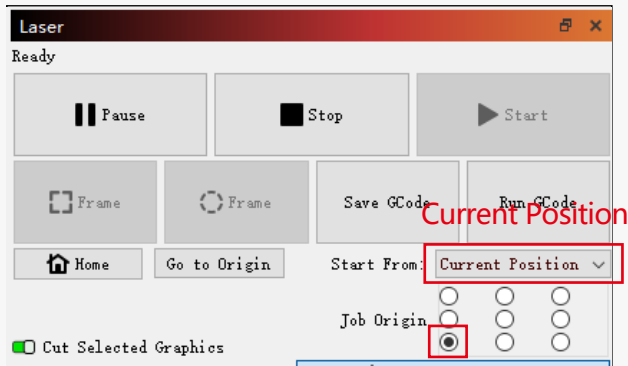 Laser
Ready
Pause
Stop
Start
Frame
Frame
Save GCode
Run GCode
Current Position
Home
Go to Origin
Start From:
Current Position
Job Origin
Cut Selected Graphics